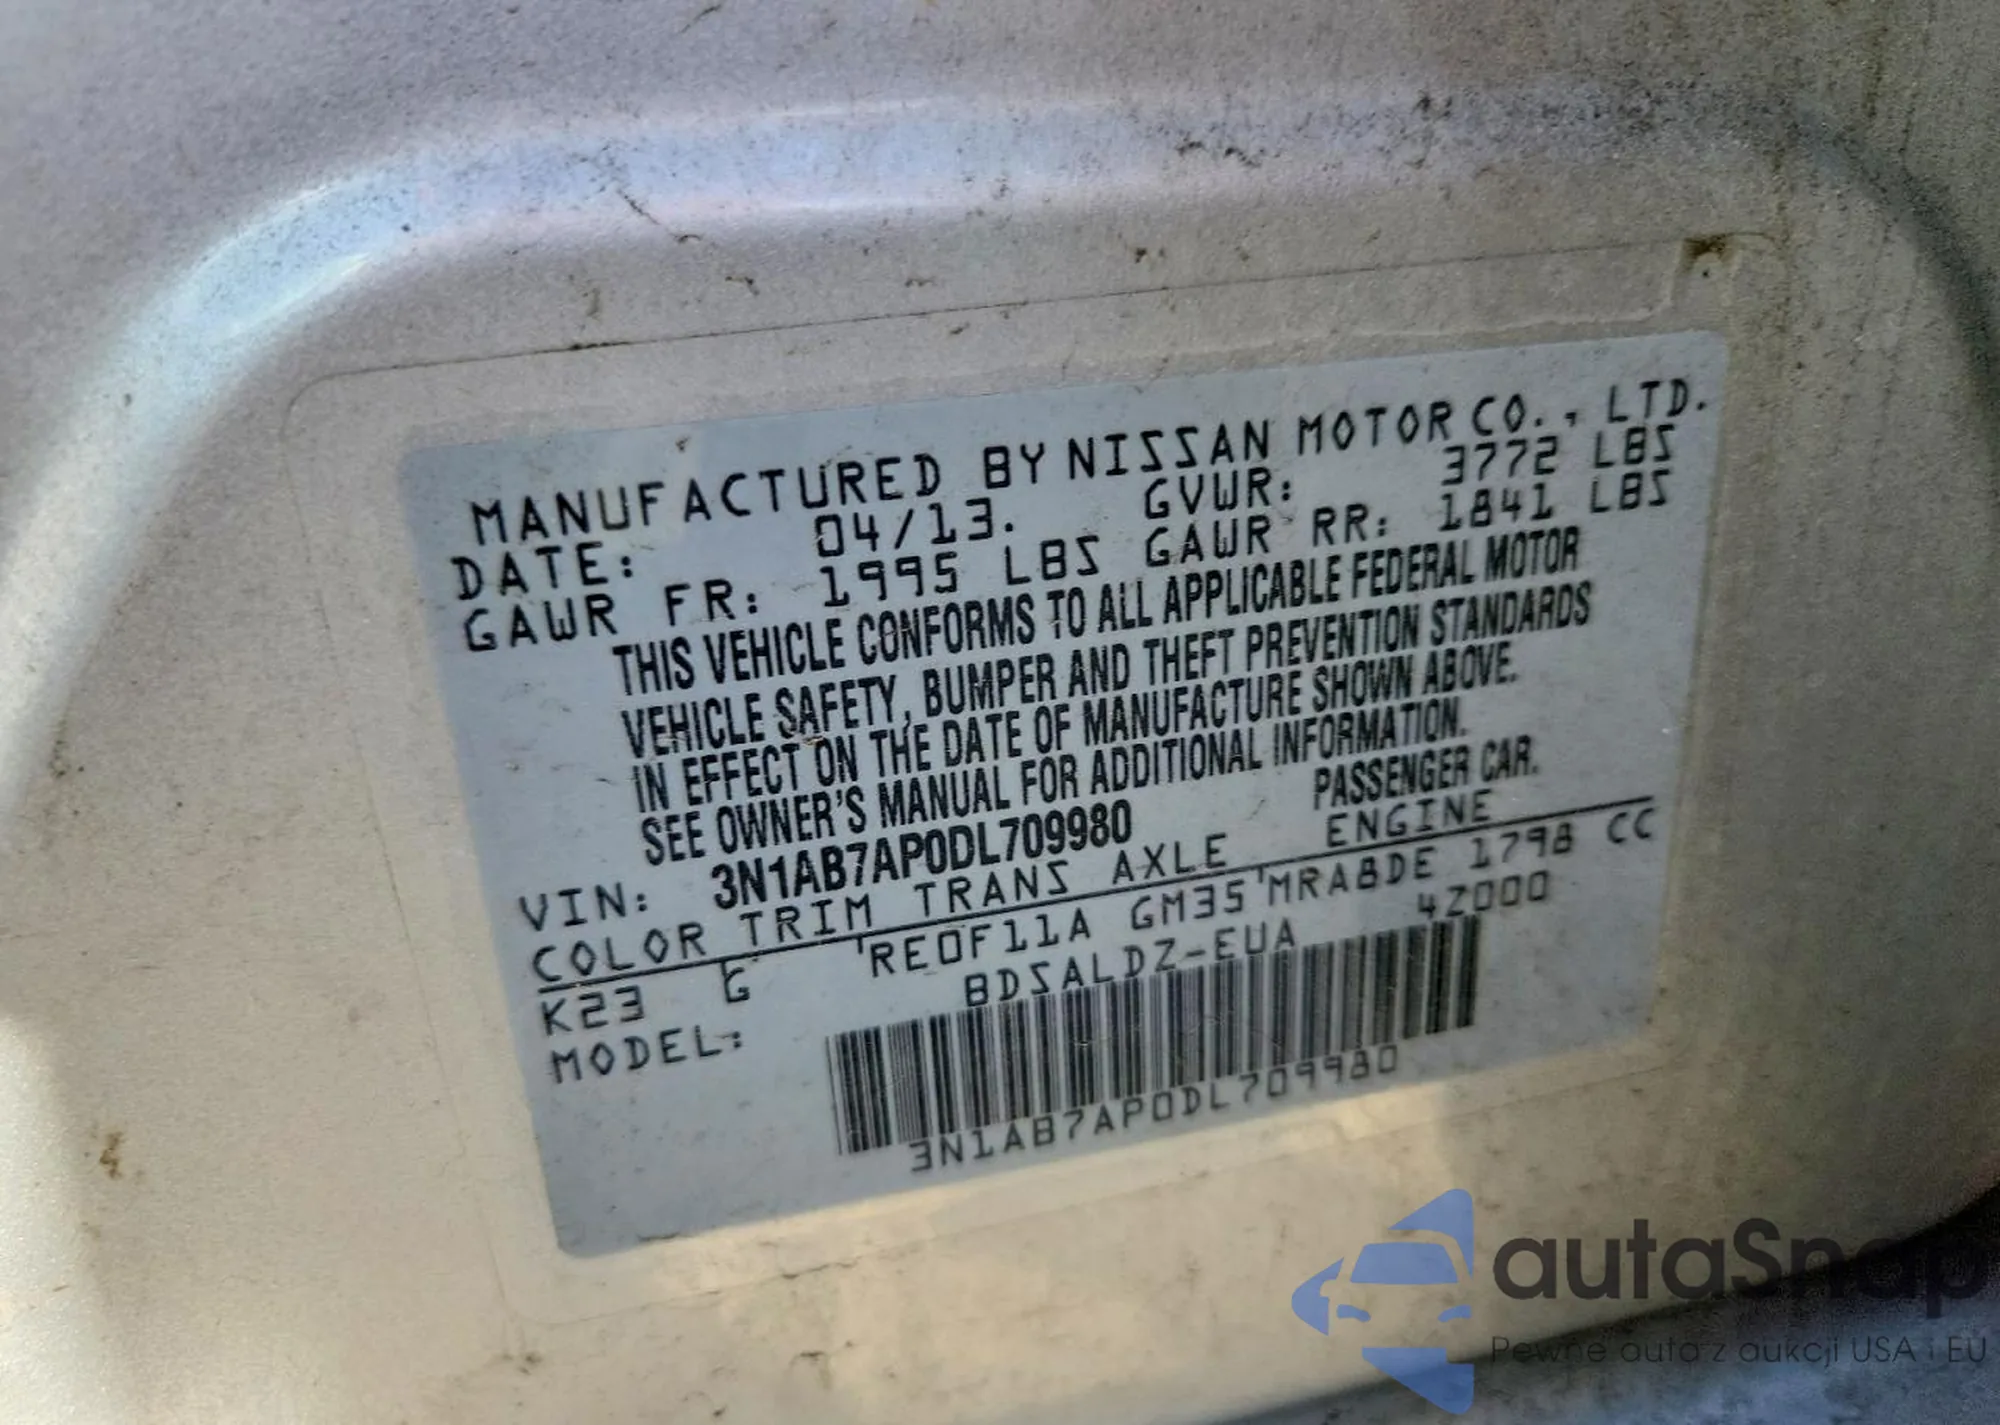 MANUFACTURED BY NISSAN MOTOR CO., LTD.
DATE: 04/13. GVWR: 3772 LBS
GAWR FR: 1995 LBS GAWR RR: 1841 LBS
THIS VEHICLE CONFORMS TO ALL APPLICABLE FEDERAL MOTOR
VEHICLE SAFETY, BUMPER AND THEFT PREVENTION STANDARDS
IN EFFECT ON THE DATE OF MANUFACTURE SHOWN ABOVE.
SEE OWNER'S MANUAL FOR ADDITIONAL INFORMATION.
VIN: 3N1AB7AP0DL709980 PASSENGER CAR.
COLOR TRIM TRANS AXLE ENGINE
K23 G RE0F11A GM35 MRA8DE 1798 CC
MODEL: BDSALDZ-EUA 4Z000
3N1AB7AP0DL709980
autaSnap
Pewne auta z aukcji USA i EU